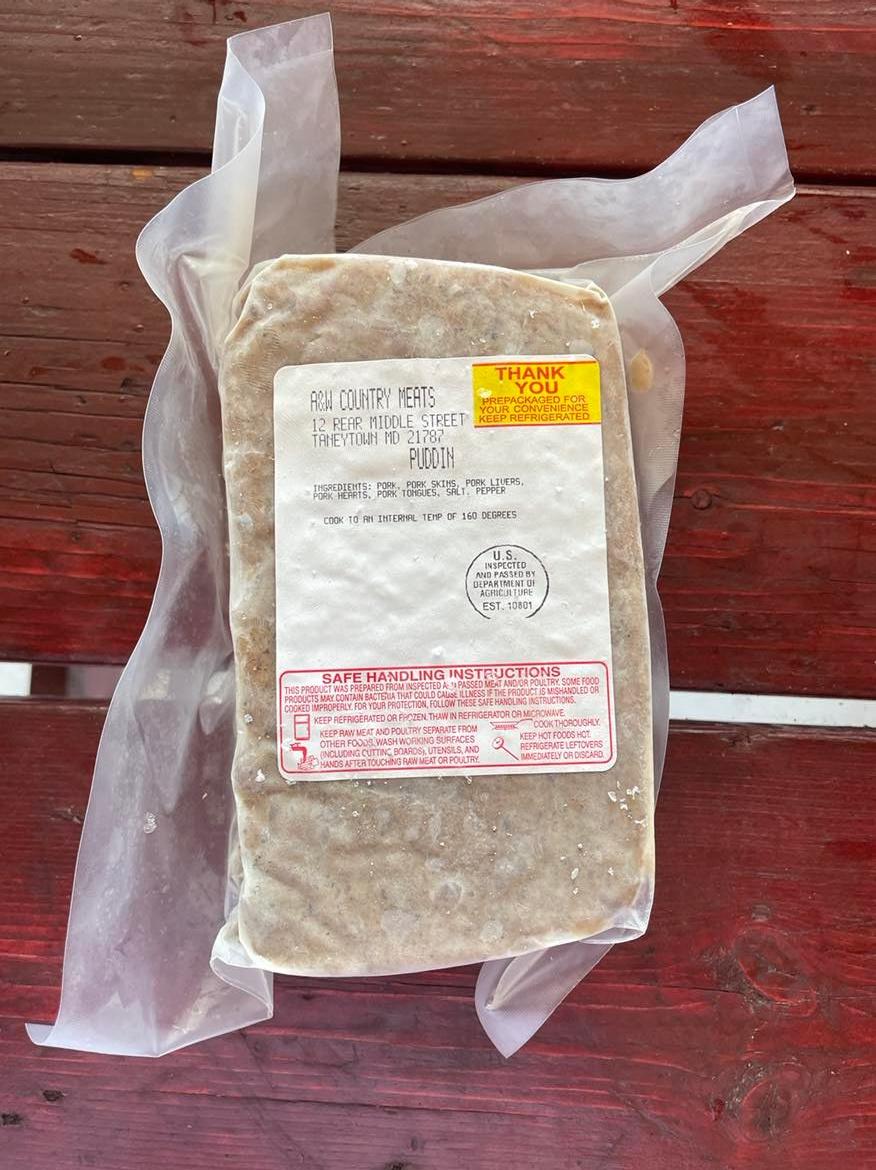 A&W COUNTRY MEATS
12 REAR MIDDLE STREET
TANEYTOWN MD 21787
PUDDIN
THANK
YOU
PREPACKAGED FOR
YOUR CONVENIENCE
KEEP REFRIGERATED
INGREDIENTS: PORK, PORK SKINS, PORK LIVERS,
PORK HEARTS, PORK TONGUES, SALT, PEPPER
COOK TO AN INTERNAL TEMP OF 160 DEGREES
U.S.
INSPECTED
AND PASSED BY
DEPARTMENT OF
AGRICULTURE
EST. 10801
SAFE HANDLING INSTRUCTIONS
THIS PRODUCT WAS PREPARED FROM INSPECTED AND PASSED MEAT AND/OR POULTRY. SOME FOOD
PRODUCTS MAY CONTAIN BACTERIA THAT COULD CAUSE ILLNESS IF THE PRODUCT IS MISHANDLED OR
COOKED IMPROPERLY. FOR YOUR PROTECTION, FOLLOW THESE SAFE HANDLING INSTRUCTIONS.
KEEP REFRIGERATED OR FROZEN. THAW IN REFRIGERATOR OR MICROWAVE.
KEEP RAW MEAT AND POULTRY SEPARATE FROM
OTHER FOODS. WASH WORKING SURFACES
(INCLUDING CUTTING BOARDS), UTENSILS, AND
HANDS AFTER TOUCHING RAW MEAT OR POULTRY.
COOK THOROUGHLY.
KEEP HOT FOODS HOT.
REFRIGERATE LEFTOVERS
IMMEDIATELY OR DISCARD.